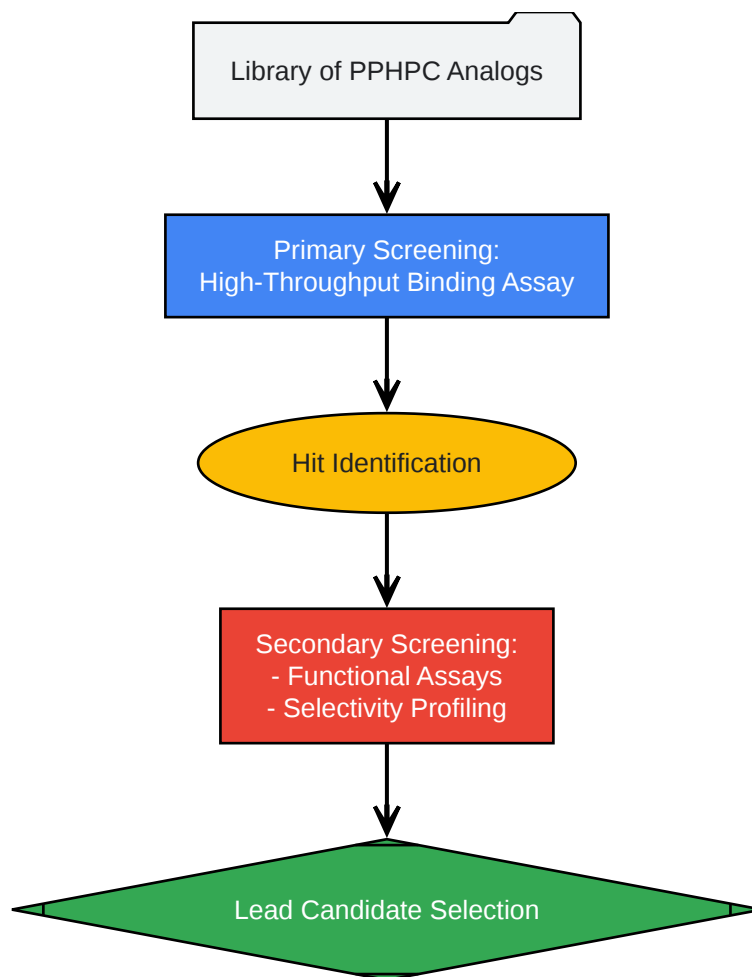 Library of PPHPC Analogs
Primary Screening:
High-Throughput Binding Assay
Hit Identification
Secondary Screening:
- Functional Assays
- Selectivity Profiling
Lead Candidate Selection